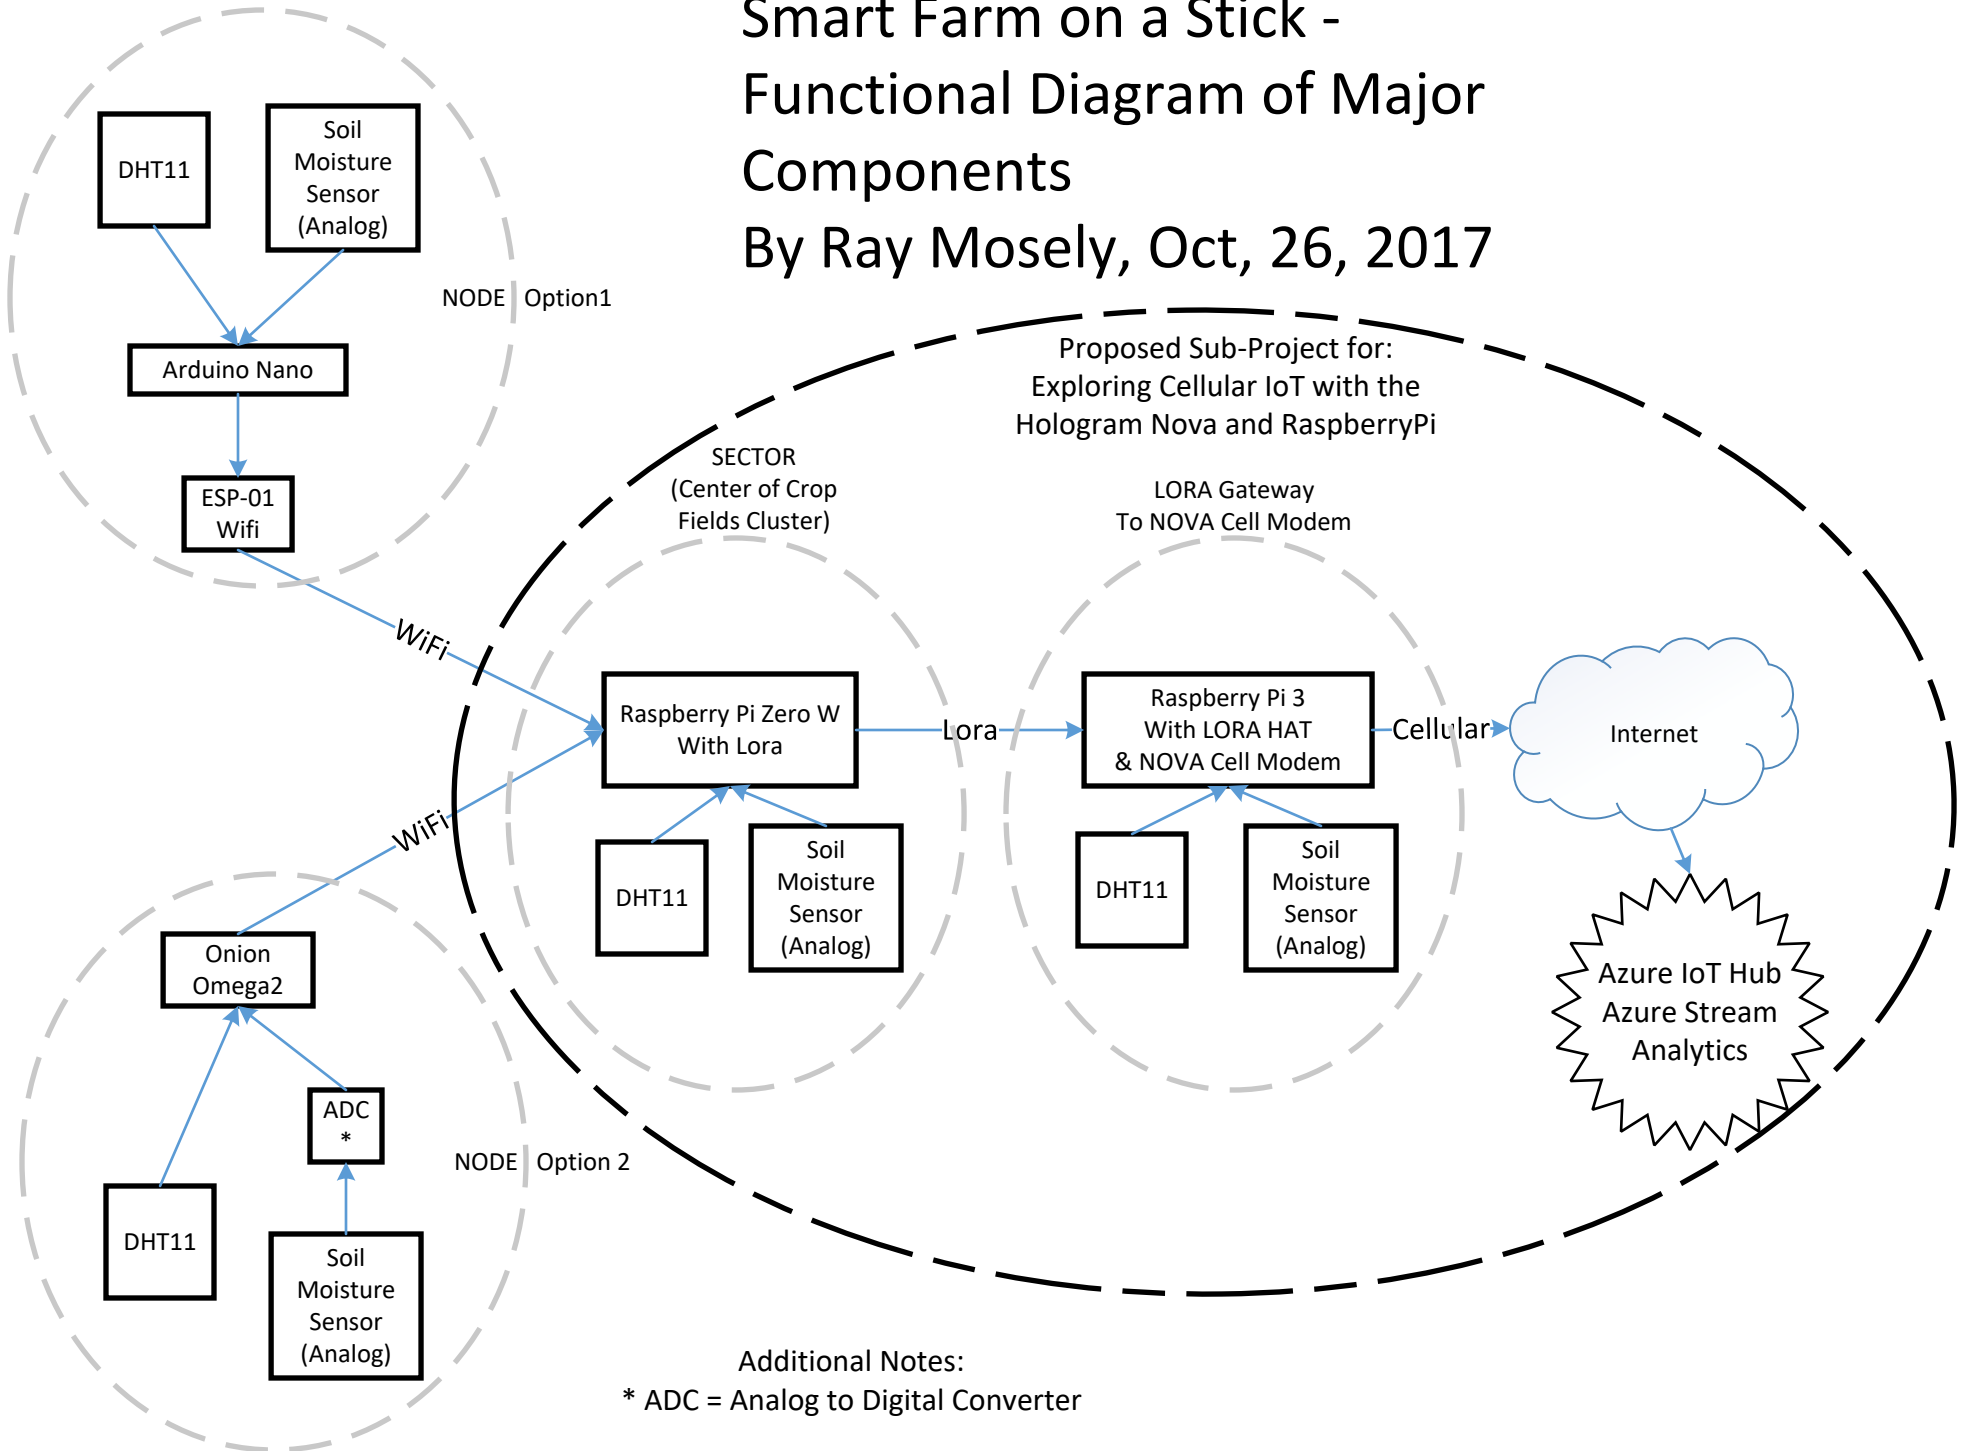 Smart Farm on a Stick -
Functional Diagram of Major
Components
By Ray Mosely, Oct, 26, 2017
DHT11
Soil
Moisture
Sensor
(Analog)
NODE Option1
Arduino Nano
ESP-01
Wifi
WiFi
Proposed Sub-Project for:
Exploring Cellular IoT with the
Hologram Nova and RaspberryPi
SECTOR
(Center of Crop
Fields Cluster)
LORA Gateway
To NOVA Cell Modem
Raspberry Pi Zero W
With Lora
Lora
Raspberry Pi 3
With LORA HAT
& NOVA Cell Modem
Cellular
Internet
DHT11
Soil
Moisture
Sensor
(Analog)
DHT11
Soil
Moisture
Sensor
(Analog)
Azure IoT Hub
Azure Stream
Analytics
WiFi
Onion
Omega2
ADC
*
NODE Option 2
DHT11
Soil
Moisture
Sensor
(Analog)
Additional Notes:
* ADC = Analog to Digital Converter